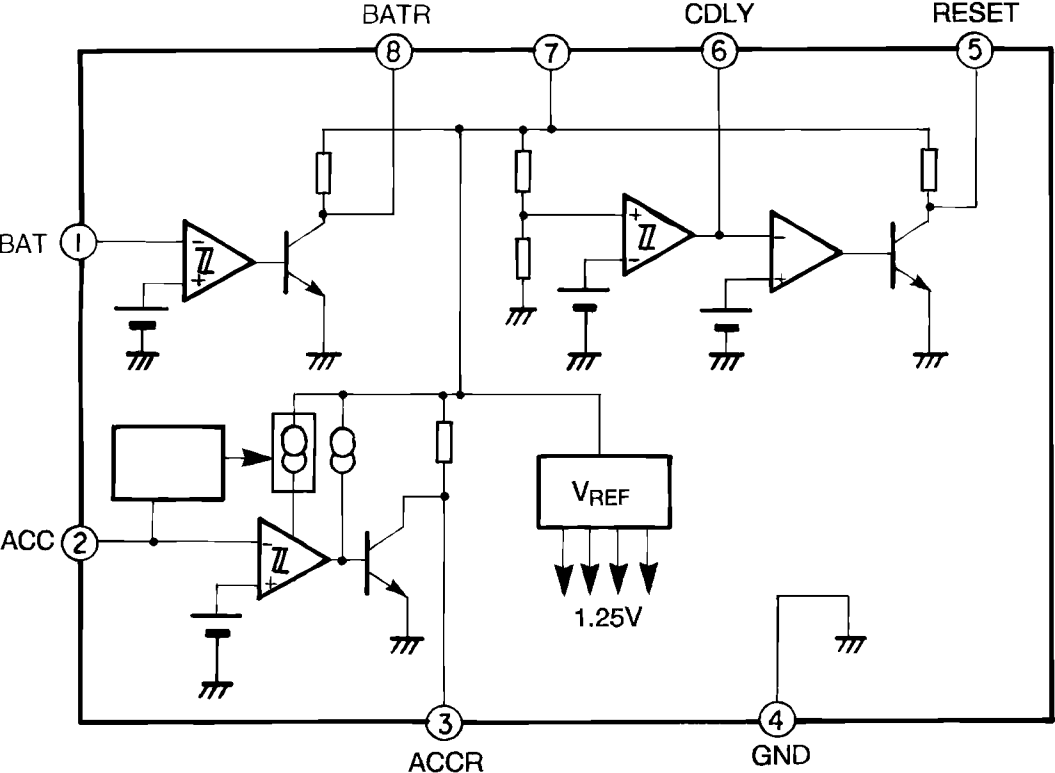 BATR
CDLY
RESET
8
7
6
5
BAT
1
−
+
+
−
−
+
ACC
2
−
+
VREF
1.25V
3
4
ACCR
GND